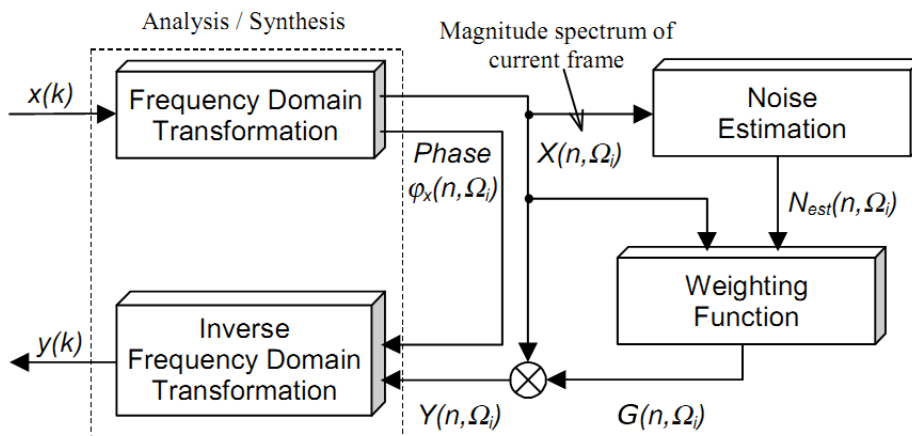 Analysis / Synthesis
Magnitude spectrum of
current frame
x(k)
Frequency Domain
Transformation
Noise
Estimation
Phase
φx(n,Ωi)
X(n,Ωi)
Nest(n,Ωi)
Weighting
Function
y(k)
Inverse
Frequency Domain
Transformation
Y(n,Ωi)
G(n,Ωi)